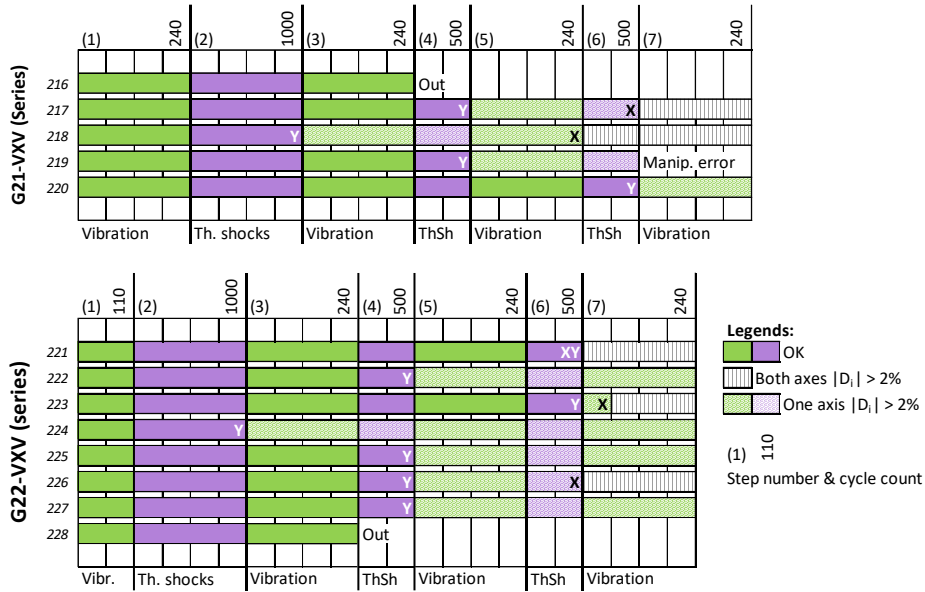 G21-VXV (series)
(1) 240 (2) 1000 (3) 240 (4) 500 (5) 240 (6) 500 (7) 240
216 Out
217 Y X
218 Y X
219 Y Manip. error
220 Y
Vibration Th. shocks Vibration ThSh Vibration ThSh Vibration
G22-VXV (series)
(1) 110 (2) 1000 (3) 240 (4) 500 (5) 240 (6) 500 (7) 240
221 XY
222 Y
223 Y X
224 Y
225 Y
226 Y X
227 Y
228 Out
Vibr. Th. shocks Vibration ThSh Vibration ThSh Vibration
Legends:
OK
Both axes |Di| > 2%
One axis |Di| > 2%
(1) 110
Step number & cycle count